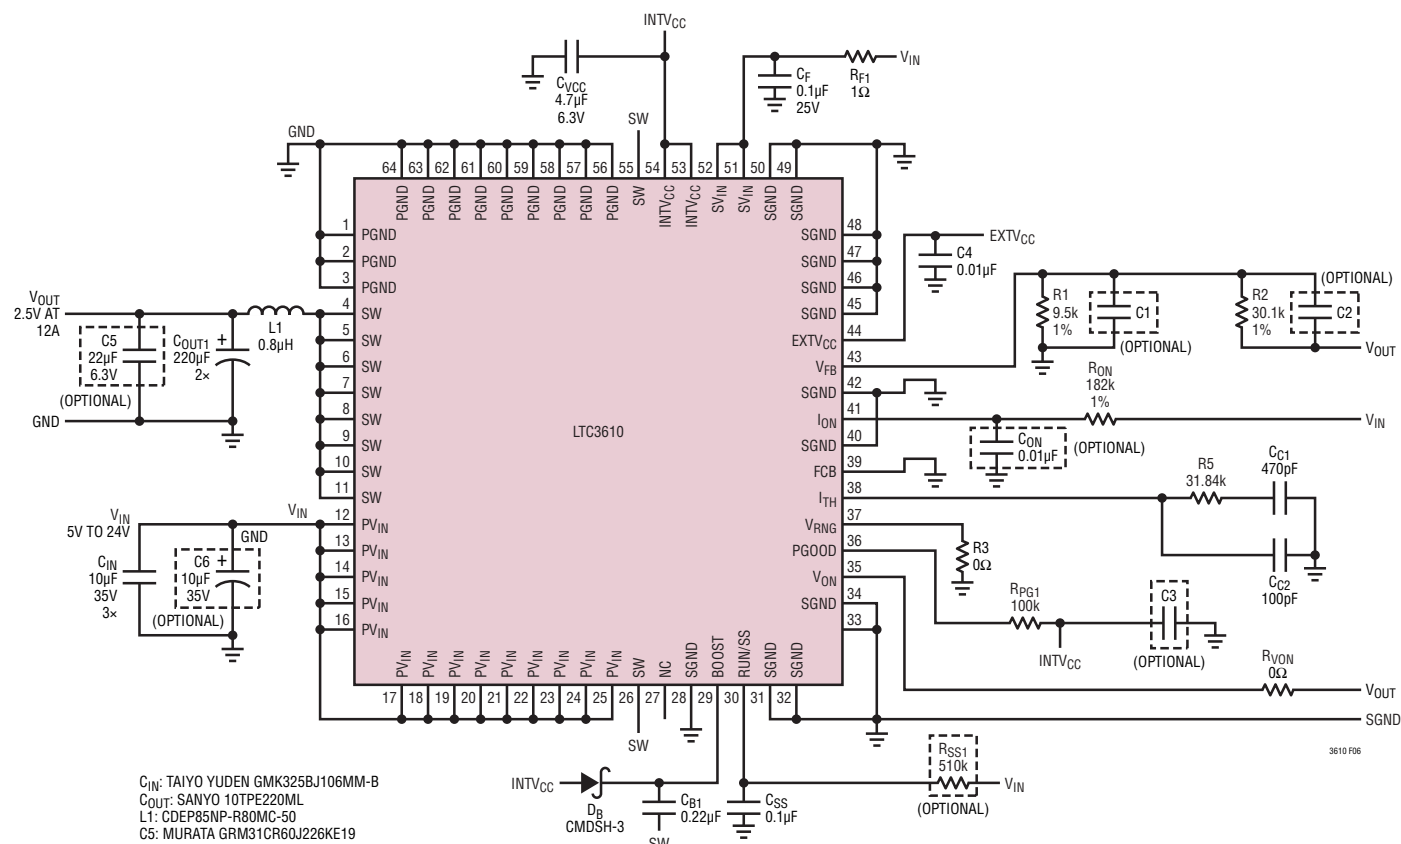 INTVCC
CVCC
4.7µF
6.3V
SW
CF
0.1µF
25V
RF1
1Ω
VIN
GND
64 63 62 61 60 59 58 57 56 55 54 53 52 51 50 49
PGND PGND PGND PGND PGND PGND PGND PGND PGND SW INTVCC INTVCC SVIN SVIN SGND SGND
1 PGND
2 PGND
3 PGND
4 SW
5 SW
6 SW
7 SW
8 SW
9 SW
10 SW
11 SW
12 PVIN
13 PVIN
14 PVIN
15 PVIN
16 PVIN
LTC3610
SGND 48
SGND 47
SGND 46
SGND 45
EXTVCC 44
VFB 43
SGND 42
ION 41
SGND 40
FCB 39
ITH 38
VRNG 37
PGOOD 36
VON 35
SGND 34
33
PVIN PVIN PVIN PVIN PVIN PVIN PVIN PVIN PVIN SW NC SGND BOOST RUN/SS SGND SGND
17 18 19 20 21 22 23 24 25 26 27 28 29 30 31 32
VOUT
2.5V AT
12A
C5
22µF
6.3V
(OPTIONAL)
COUT1
220µF
2×
+
L1
0.8µH
GND
VIN
5V TO 24V
CIN
10µF
35V
3×
VIN
GND
C6
10µF
35V
+
(OPTIONAL)
EXTVCC
C4
0.01µF
R1
9.5k
1%
C1
(OPTIONAL)
R2
30.1k
1%
(OPTIONAL)
C2
VOUT
RON
182k
1%
VIN
CON
0.01µF
(OPTIONAL)
R5
31.84k
CC1
470pF
CC2
100pF
R3
0Ω
RPG1
100k
INTVCC
C3
(OPTIONAL)
RVON
0Ω
VOUT
SGND
3610 F06
SW
INTVCC
DB
CMDSH-3
CB1
0.22µF
SW
CSS
0.1µF
RSS1
510k
(OPTIONAL)
VIN
CIN: TAIYO YUDEN GMK325BJ106MM-B
COUT: SANYO 10TPE220ML
L1: CDEP85NP-R80MC-50
C5: MURATA GRM31CR60J226KE19